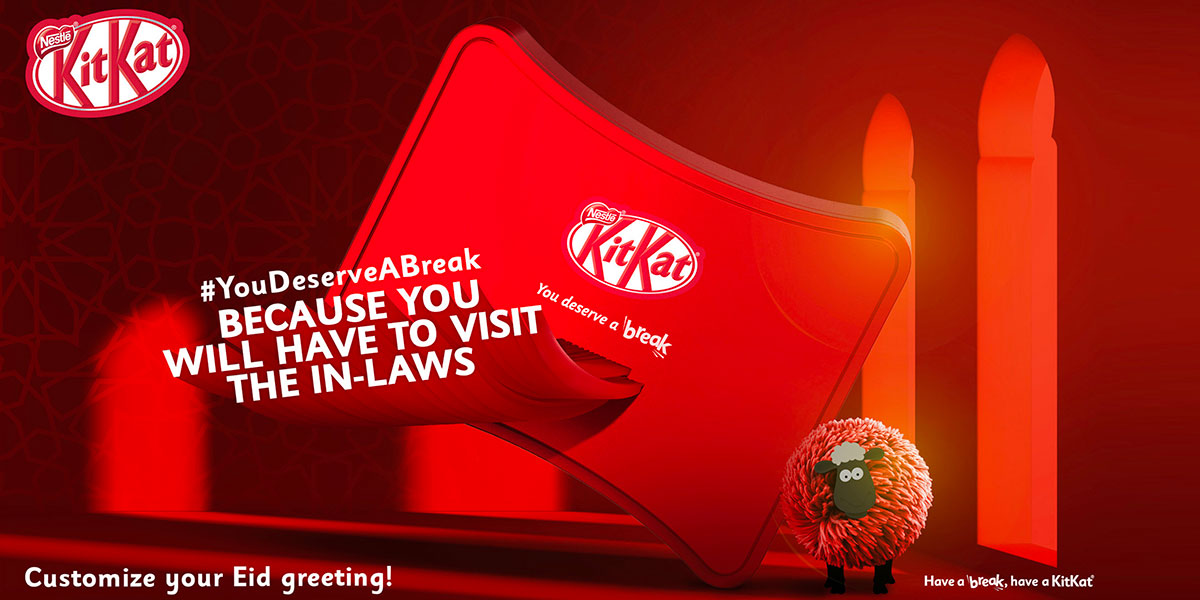 Nestlé
KitKat
Nestlé
KitKat
You deserve a break
#YouDeserveABreak
BECAUSE YOU
WILL HAVE TO VISIT
THE IN-LAWS
Customize your Eid greeting!
Have a break, have a KitKat